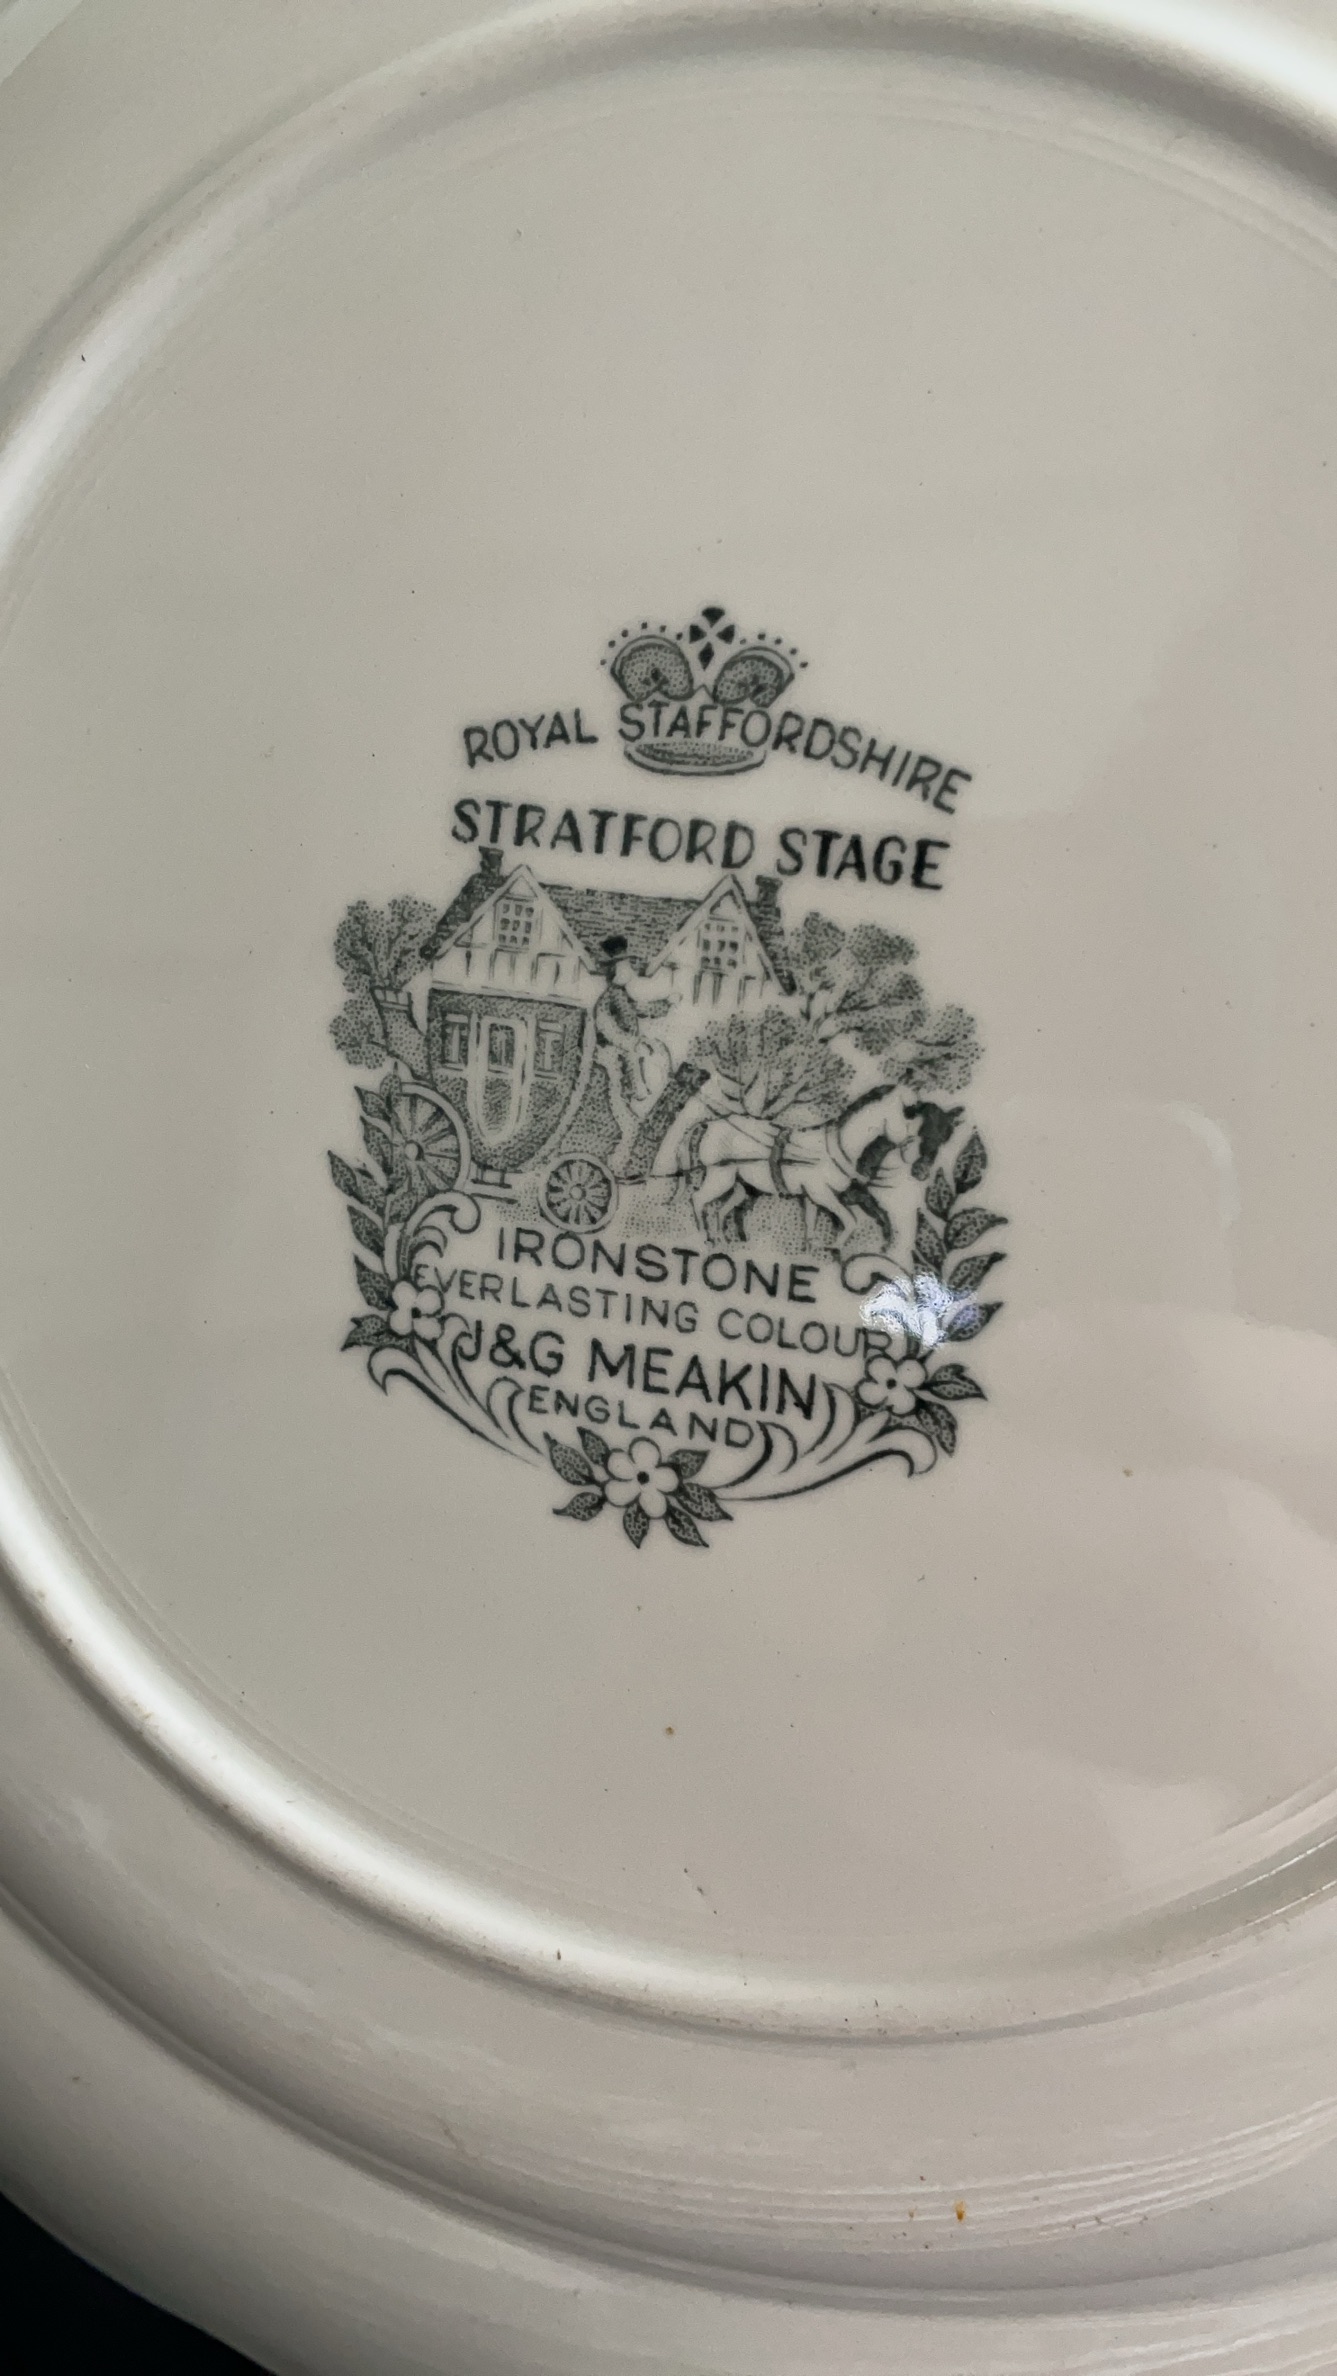 ROYAL STAFFORDSHIRE
STRATFORD STAGE
IRONSTONE
EVERLASTING COLOUR
J&G MEAKIN
ENGLAND